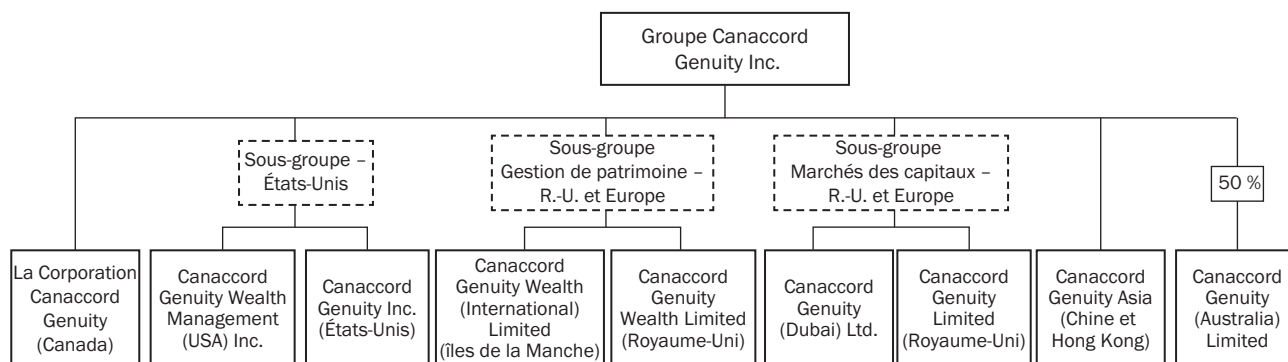 Groupe Canaccord
Genuity Inc.
Sous-groupe –
États-Unis
Sous-groupe
Gestion de patrimoine –
R.-U. et Europe
Sous-groupe
Marchés des capitaux –
R.-U. et Europe
50 %
La Corporation
Canaccord
Genuity
(Canada)
Canaccord
Genuity Wealth
Management
(USA) Inc.
Canaccord
Genuity Inc.
(États-Unis)
Canaccord
Genuity Wealth
(International)
Limited
(îles de la Manche)
Canaccord
Genuity
Wealth Limited
(Royaume-Uni)
Canaccord
Genuity
(Dubai) Ltd.
Canaccord
Genuity
Limited
(Royaume-Uni)
Canaccord
Genuity Asia
(Chine et
Hong Kong)
Canaccord
Genuity
(Australia)
Limited